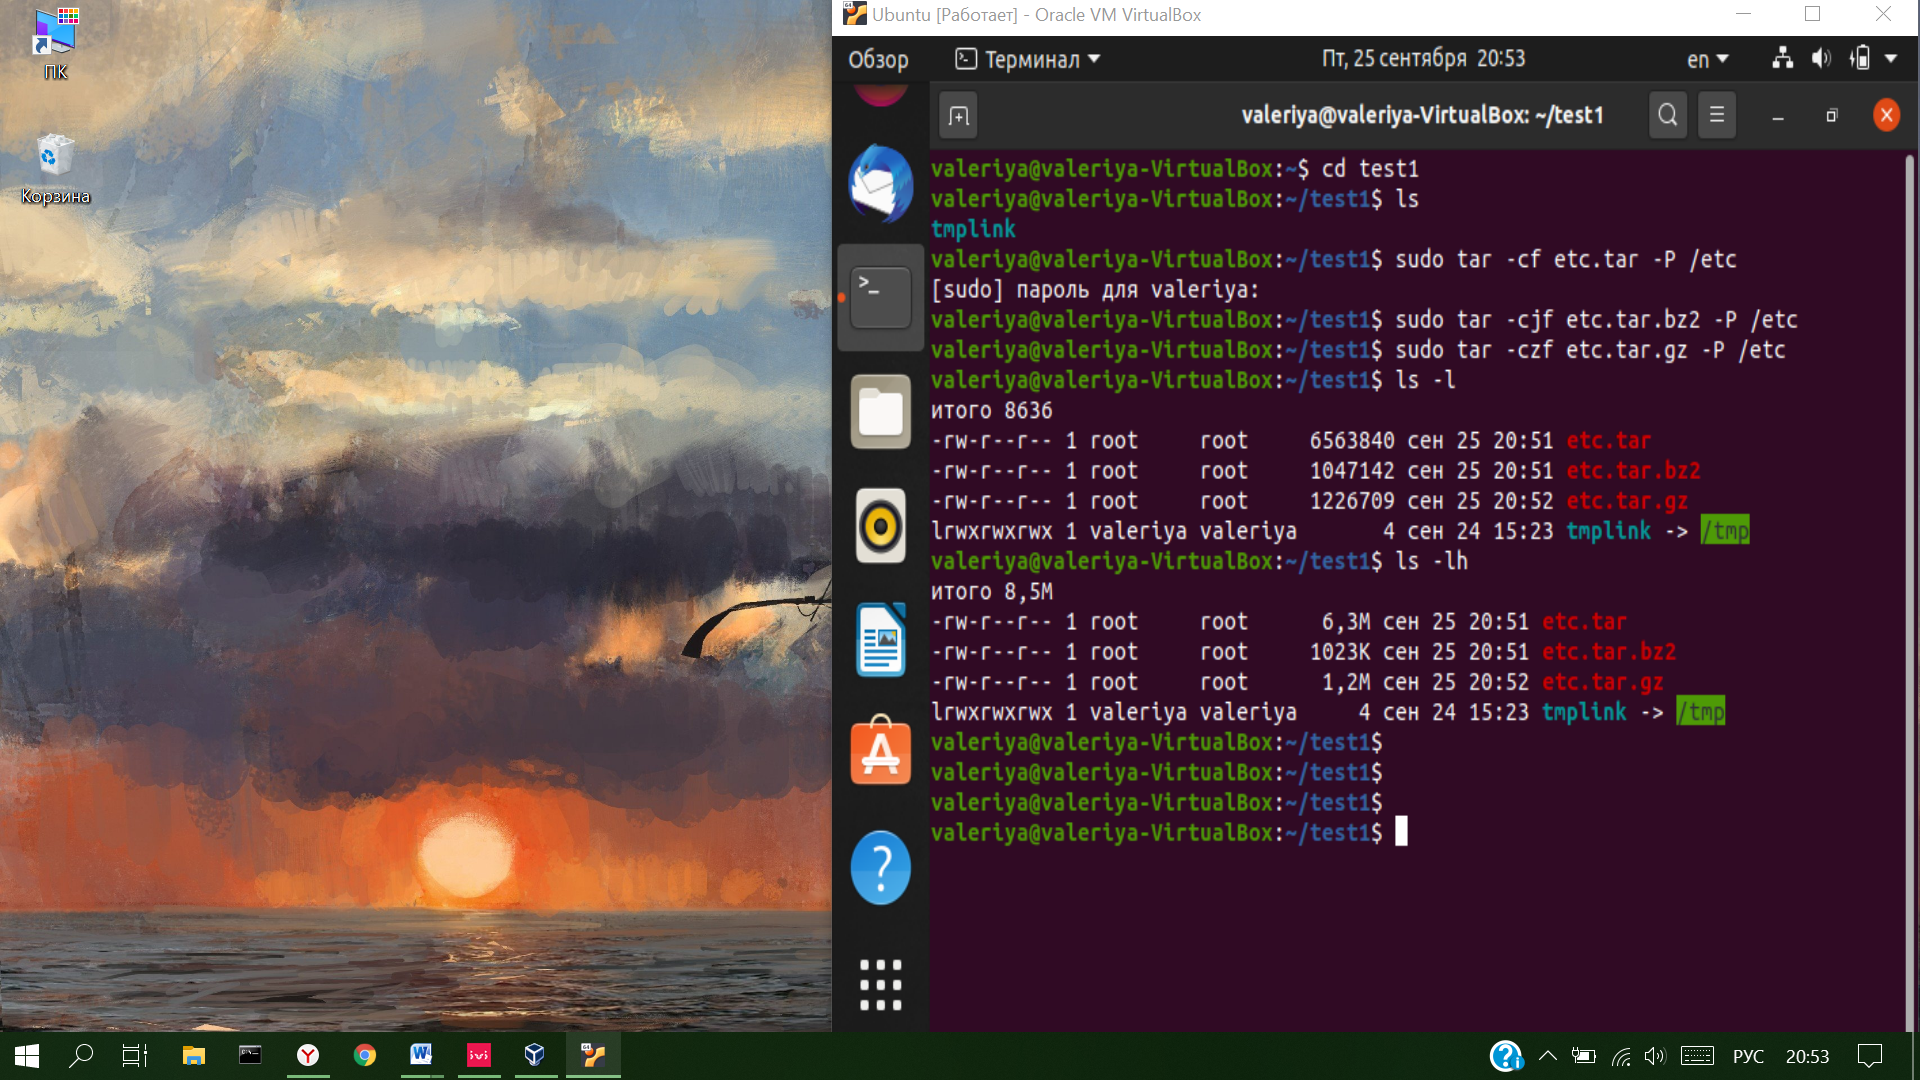 ПК
Корзина
Ubuntu [Работает] - Oracle VM VirtualBox
Обзор
Терминал
Пт, 25 сентября 20:53
en
valeriya@valeriya-VirtualBox: ~/test1
valeriya@valeriya-VirtualBox:~$ cd test1
valeriya@valeriya-VirtualBox:~/test1$ ls
tmplink
valeriya@valeriya-VirtualBox:~/test1$ sudo tar -cf etc.tar -P /etc
[sudo] пароль для valeriya:
valeriya@valeriya-VirtualBox:~/test1$ sudo tar -cjf etc.tar.bz2 -P /etc
valeriya@valeriya-VirtualBox:~/test1$ sudo tar -czf etc.tar.gz -P /etc
valeriya@valeriya-VirtualBox:~/test1$ ls -l
итого 8636
-rw-r--r-- 1 root     root     6563840 сен 25 20:51 etc.tar
-rw-r--r-- 1 root     root     1047142 сен 25 20:51 etc.tar.bz2
-rw-r--r-- 1 root     root     1226709 сен 25 20:52 etc.tar.gz
lrwxrwxrwx 1 valeriya valeriya       4 сен 24 15:23 tmplink -> /tmp
valeriya@valeriya-VirtualBox:~/test1$ ls -lh
итого 8,5M
-rw-r--r-- 1 root     root      6,3M сен 25 20:51 etc.tar
-rw-r--r-- 1 root     root     1023K сен 25 20:51 etc.tar.bz2
-rw-r--r-- 1 root     root      1,2M сен 25 20:52 etc.tar.gz
lrwxrwxrwx 1 valeriya valeriya     4 сен 24 15:23 tmplink -> /tmp
valeriya@valeriya-VirtualBox:~/test1$
valeriya@valeriya-VirtualBox:~/test1$
valeriya@valeriya-VirtualBox:~/test1$
valeriya@valeriya-VirtualBox:~/test1$
РУС
20:53